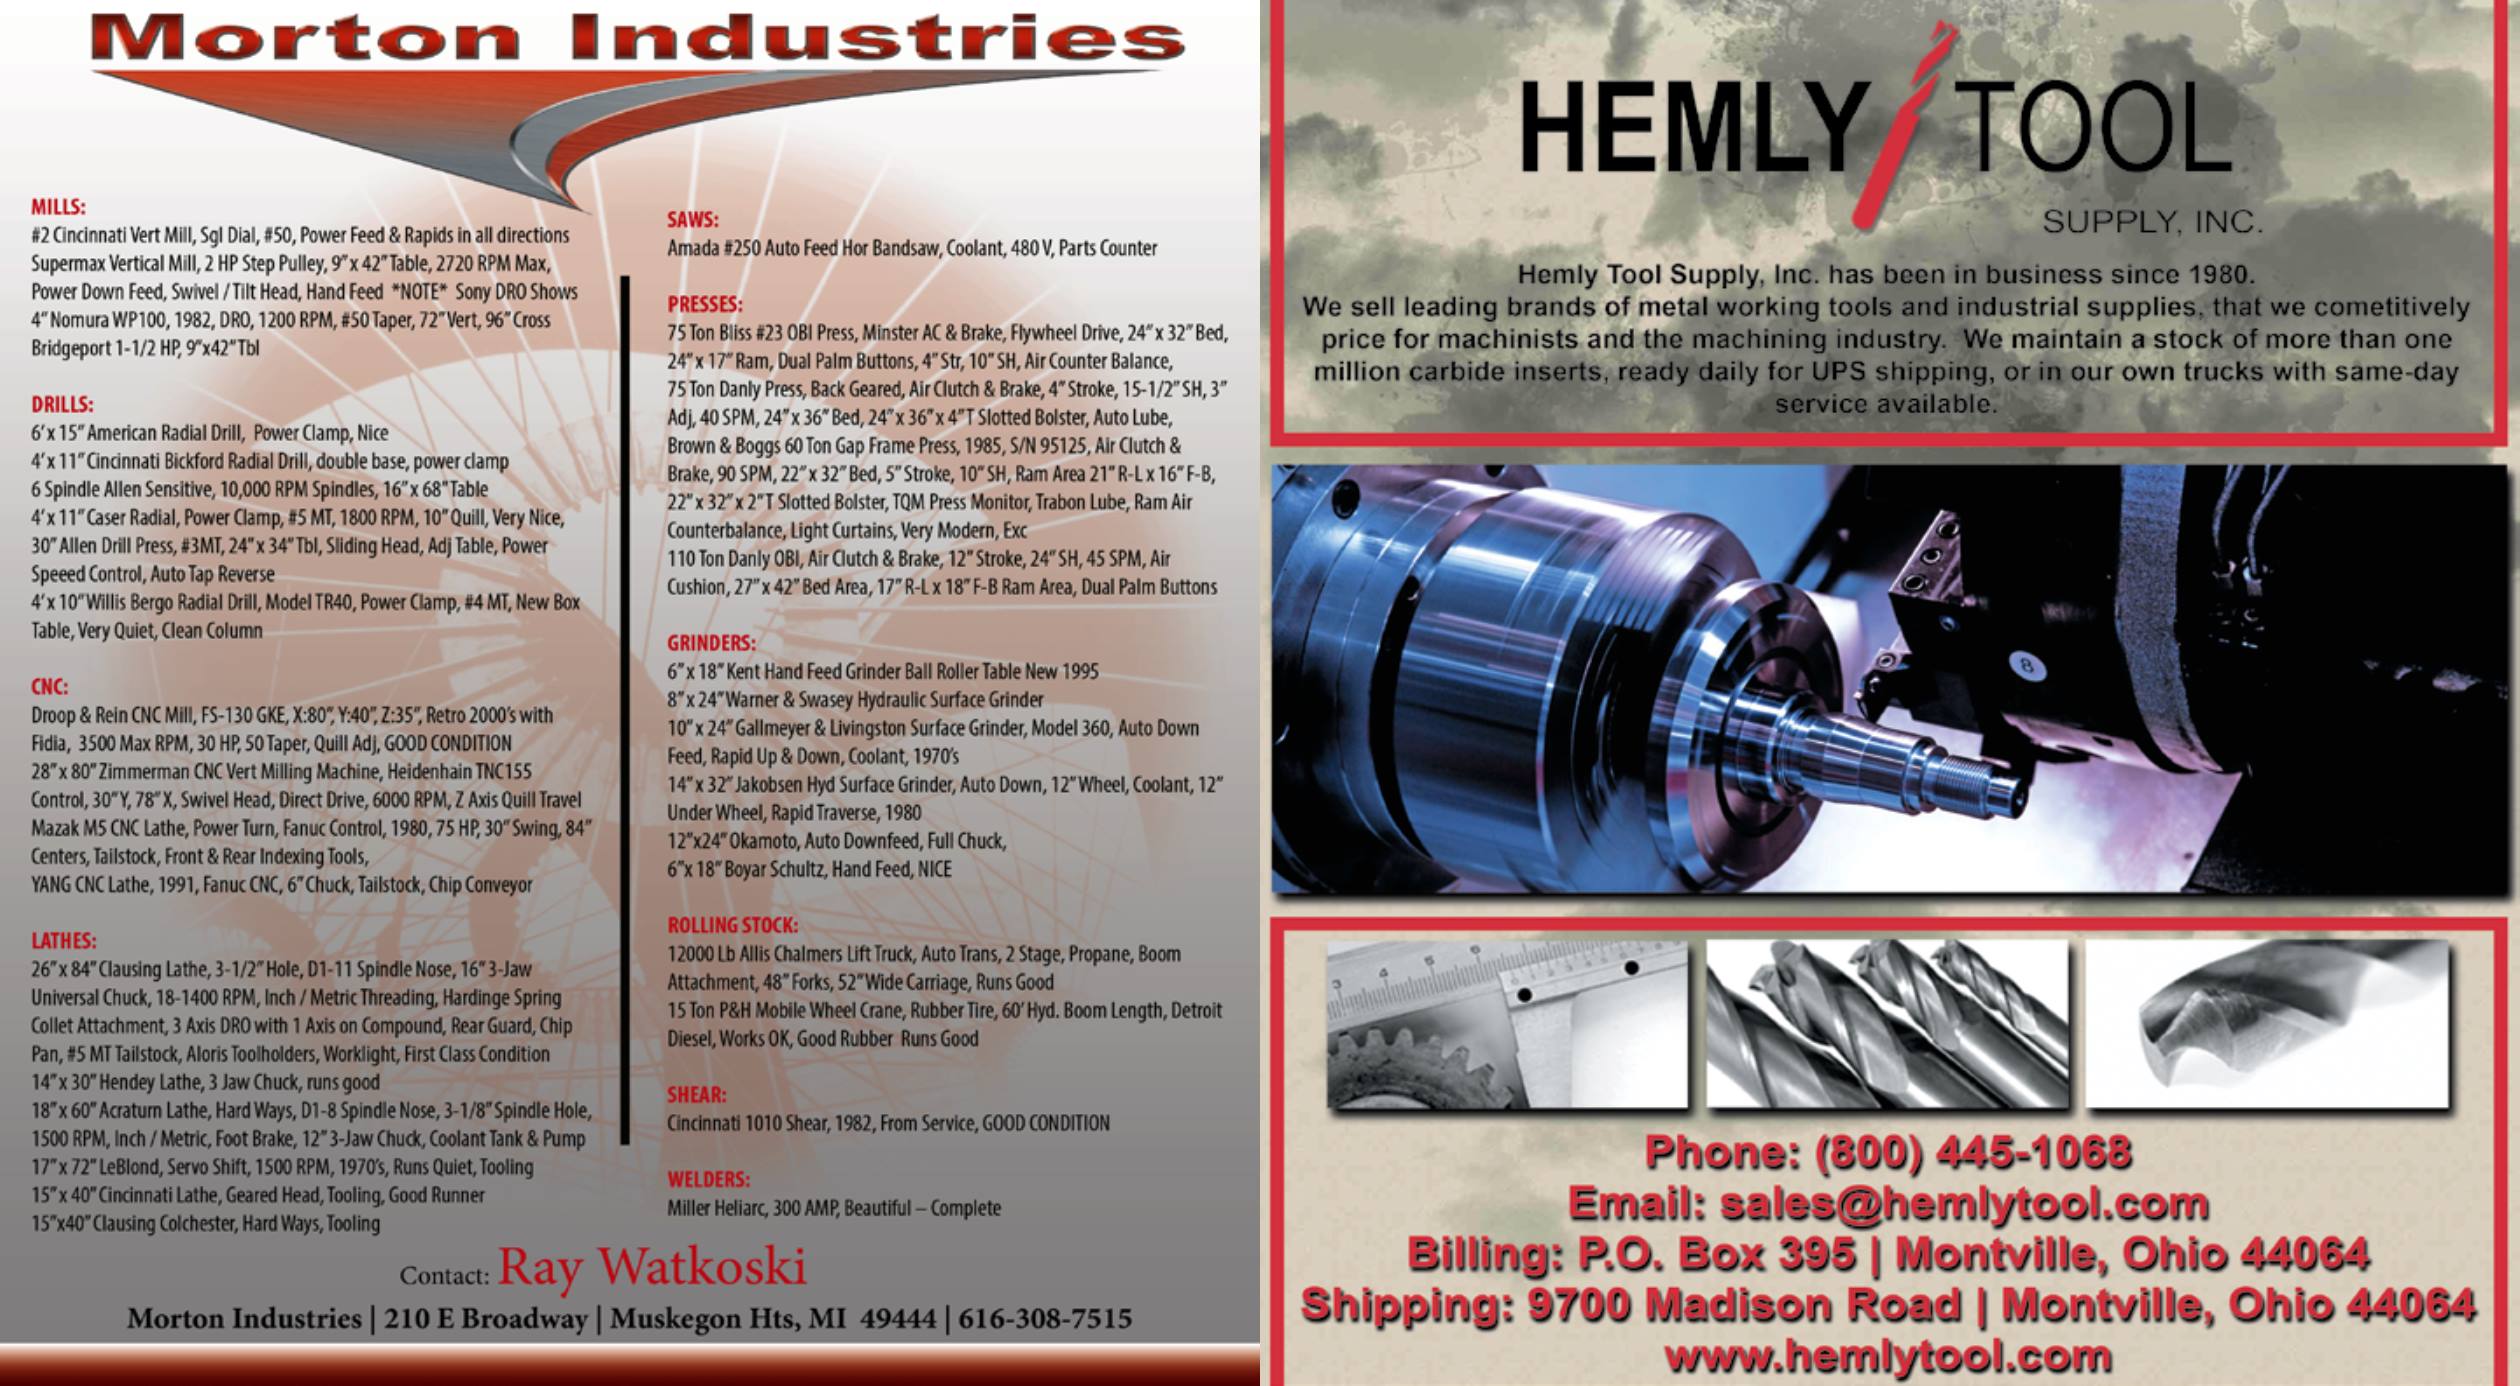 Morton Industries
MILLS:
#2 Cincinnati Vert Mill, Sgl Dial, #50, Power Feed & Rapids in all directions
Supermax Vertical Mill, 2 HP Step Pulley, 9" x 42" Table, 2720 RPM Max,
Power Down Feed, Swivel / Tilt Head, Hand Feed *NOTE* Sony DRO Shows
4" Nomura WP100, 1982, DRO, 1200 RPM, #50 Taper, 72" Vert, 96" Cross
Bridgeport 1-1/2 HP, 9"x42" Tbl
DRILLS:
6' x 15" American Radial Drill, Power Clamp, Nice
4' x 11" Cincinnati Bickford Radial Drill, double base, power clamp
6 Spindle Allen Sensitive, 10,000 RPM Spindles, 16" x 68" Table
4' x 11" Caser Radial, Power Clamp, #5 MT, 1800 RPM, 10" Quill, Very Nice,
30" Allen Drill Press, #3MT, 24" x 34" Tbl, Sliding Head, Adj Table, Power
Speeed Control, Auto Tap Reverse
4' x 10" Willis Bergo Radial Drill, Model TR40, Power Clamp, #4 MT, New Box
Table, Very Quiet, Clean Column
CNC:
Droop & Rein CNC Mill, FS-130 GKE, X:80", Y:40", Z:35", Retro 2000's with
Fidia, 3500 Max RPM, 30 HP, 50 Taper, Quill Adj, GOOD CONDITION
28" x 80" Zimmerman CNC Vert Milling Machine, Heidenhain TNC155
Control, 30" Y, 78" X, Swivel Head, Direct Drive, 6000 RPM, Z Axis Quill Travel
Mazak M5 CNC Lathe, Power Turn, Fanuc Control, 1980, 75 HP, 30" Swing, 84"
Centers, Tailstock, Front & Rear Indexing Tools,
YANG CNC Lathe, 1991, Fanuc CNC, 6" Chuck, Tailstock, Chip Conveyor
LATHES:
26" x 84" Clausing Lathe, 3-1/2" Hole, D1-11 Spindle Nose, 16" 3-Jaw
Universal Chuck, 18-1400 RPM, Inch / Metric Threading, Hardinge Spring
Collet Attachment, 3 Axis DRO with 1 Axis on Compound, Rear Guard, Chip
Pan, #5 MT Tailstock, Aloris Toolholders, Worklight, First Class Condition
14" x 30" Hendey Lathe, 3 Jaw Chuck, runs good
18" x 60" Acraturn Lathe, Hard Ways, D1-8 Spindle Nose, 3-1/8" Spindle Hole,
1500 RPM, Inch / Metric, Foot Brake, 12" 3-Jaw Chuck, Coolant Tank & Pump
17" x 72" LeBlond, Servo Shift, 1500 RPM, 1970's, Runs Quiet, Tooling
15" x 40" Cincinnati Lathe, Geared Head, Tooling, Good Runner
15"x40" Clausing Colchester, Hard Ways, Tooling
SAWS:
Amada #250 Auto Feed Hor Bandsaw, Coolant, 480 V, Parts Counter
PRESSES:
75 Ton Bliss #23 OBI Press, Minster AC & Brake, Flywheel Drive, 24" x 32" Bed,
24" x 17" Ram, Dual Palm Buttons, 4" Str, 10" SH, Air Counter Balance,
75 Ton Danly Press, Back Geared, Air Clutch & Brake, 4" Stroke, 15-1/2" SH, 3"
Adj, 40 SPM, 24" x 36" Bed, 24" x 36" x 4" T Slotted Bolster, Auto Lube,
Brown & Boggs 60 Ton Gap Frame Press, 1985, S/N 95125, Air Clutch &
Brake, 90 SPM, 22" x 32" Bed, 5" Stroke, 10" SH, Ram Area 21" R-L x 16" F-B,
22" x 32" x 2" T Slotted Bolster, TQM Press Monitor, Trabon Lube, Ram Air
Counterbalance, Light Curtains, Very Modern, Exc
110 Ton Danly OBI, Air Clutch & Brake, 12" Stroke, 24" SH, 45 SPM, Air
Cushion, 27" x 42" Bed Area, 17" R-L x 18" F-B Ram Area, Dual Palm Buttons
GRINDERS:
6" x 18" Kent Hand Feed Grinder Ball Roller Table New 1995
8" x 24" Warner & Swasey Hydraulic Surface Grinder
10" x 24" Gallmeyer & Livingston Surface Grinder, Model 360, Auto Down
Feed, Rapid Up & Down, Coolant, 1970's
14" x 32" Jakobsen Hyd Surface Grinder, Auto Down, 12" Wheel, Coolant, 12"
Under Wheel, Rapid Traverse, 1980
12"x24" Okamoto, Auto Downfeed, Full Chuck,
6"x 18" Boyar Schultz, Hand Feed, NICE
ROLLING STOCK:
12000 Lb Allis Chalmers Lift Truck, Auto Trans, 2 Stage, Propane, Boom
Attachment, 48" Forks, 52" Wide Carriage, Runs Good
15 Ton P&H Mobile Wheel Crane, Rubber Tire, 60' Hyd. Boom Length, Detroit
Diesel, Works OK, Good Rubber Runs Good
SHEAR:
Cincinnati 1010 Shear, 1982, From Service, GOOD CONDITION
WELDERS:
Miller Heliarc, 300 AMP, Beautiful – Complete
Contact: Ray Watkoski
Morton Industries | 210 E Broadway | Muskegon Hts, MI 49444 | 616-308-7515
HEMLY TOOL
SUPPLY, INC.
Hemly Tool Supply, Inc. has been in business since 1980.
We sell leading brands of metal working tools and industrial supplies, that we cometitively
price for machinists and the machining industry. We maintain a stock of more than one
million carbide inserts, ready daily for UPS shipping, or in our own trucks with same-day
service available.
8
3 4 5 6
Phone: (800) 445-1068
Email: sales@hemlytool.com
Billing: P.O. Box 395 | Montville, Ohio 44064
Shipping: 9700 Madison Road | Montville, Ohio 44064
www.hemlytool.com